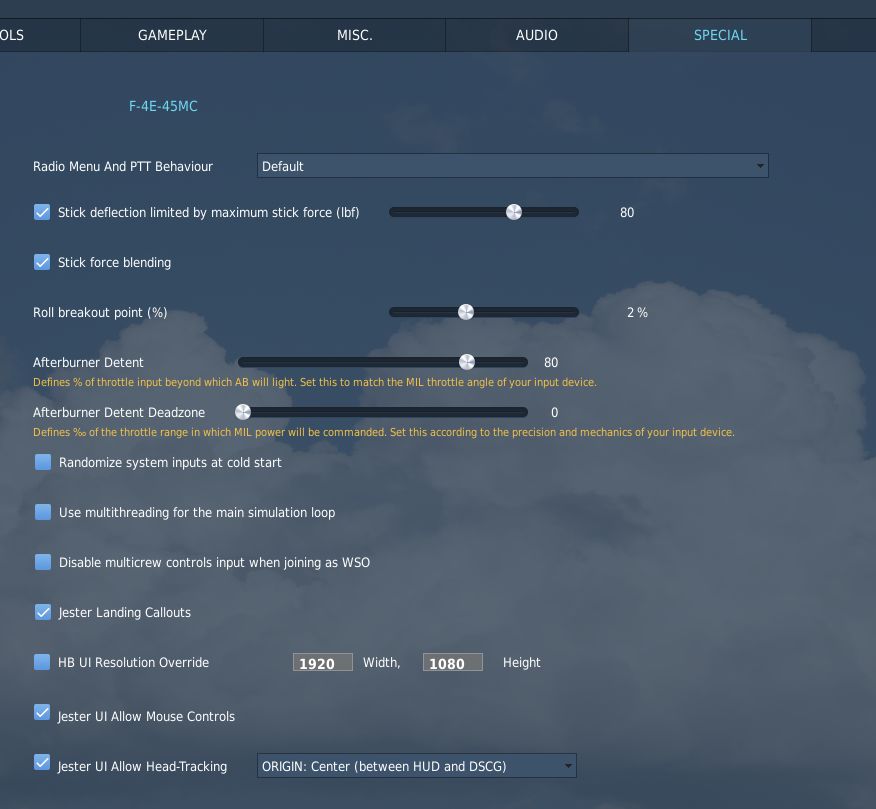 OLS GAMEPLAY MISC. AUDIO SPECIAL
F-4E-45MC
Radio Menu And PTT Behaviour Default
Stick deflection limited by maximum stick force (lbf) 80
Stick force blending
Roll breakout point (%) 2 %
Afterburner Detent 80
Defines % of throttle input beyond which AB will light. Set this to match the MIL throttle angle of your input device.
Afterburner Detent Deadzone 0
Defines ‰ of the throttle range in which MIL power will be commanded. Set this according to the precision and mechanics of your input device.
Randomize system inputs at cold start
Use multithreading for the main simulation loop
Disable multicrew controls input when joining as WSO
Jester Landing Callouts
HB UI Resolution Override 1920 Width, 1080 Height
Jester UI Allow Mouse Controls
Jester UI Allow Head-Tracking ORIGIN: Center (between HUD and DSCG)